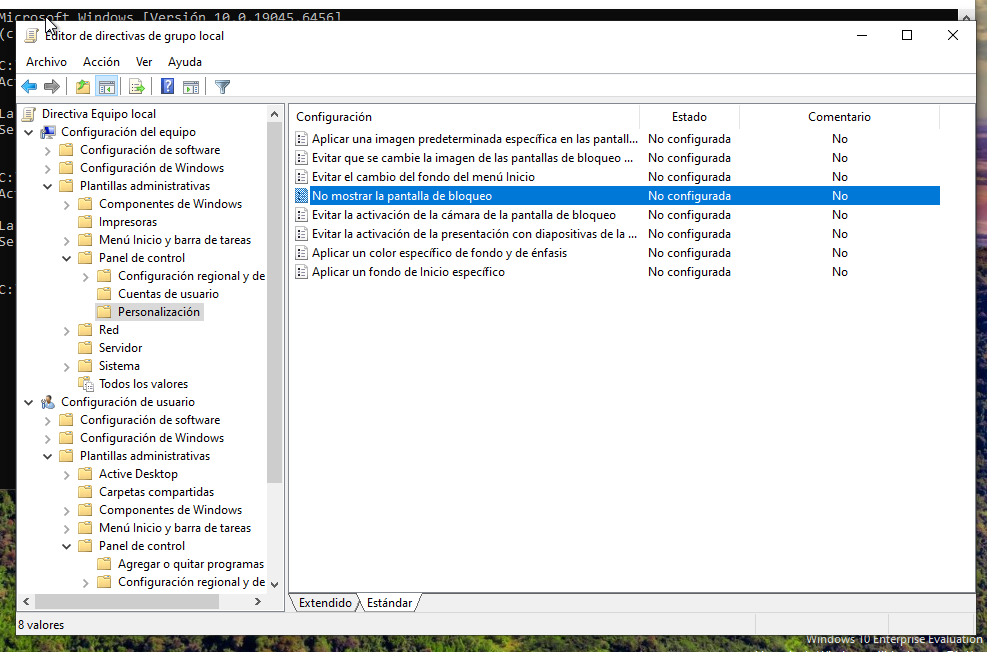 Microsoft Windows [Versión 10.0.19045.6456]
(c
Editor de directivas de grupo local
Archivo Acción Ver Ayuda
C:
Ac
La
Se
C:
Ac
La
Se
C:
Directiva Equipo local
Configuración del equipo
Configuración de software
Configuración de Windows
Plantillas administrativas
Componentes de Windows
Impresoras
Menú Inicio y barra de tareas
Panel de control
Configuración regional y de
Cuentas de usuario
Personalización
Red
Servidor
Sistema
Todos los valores
Configuración de usuario
Configuración de software
Configuración de Windows
Plantillas administrativas
Active Desktop
Carpetas compartidas
Componentes de Windows
Menú Inicio y barra de tareas
Panel de control
Agregar o quitar programas
Configuración regional y de
Configuración Estado Comentario
Aplicar una imagen predeterminada específica en las pantall... No configurada No
Evitar que se cambie la imagen de las pantallas de bloqueo ... No configurada No
Evitar el cambio del fondo del menú Inicio No configurada No
No mostrar la pantalla de bloqueo No configurada No
Evitar la activación de la cámara de la pantalla de bloqueo No configurada No
Evitar la activación de la presentación con diapositivas de la ... No configurada No
Aplicar un color específico de fondo y de énfasis No configurada No
Aplicar un fondo de Inicio específico No configurada No
Extendido Estándar
8 valores
Windows 10 Enterprise Evaluation